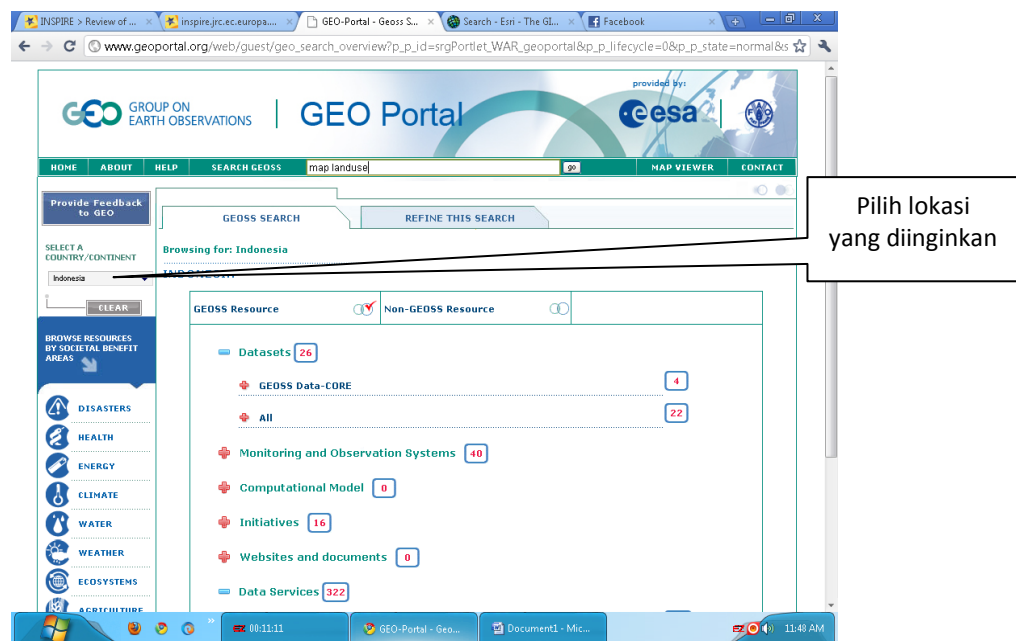 INSPIRE > Review of ...
inspire.jrc.ec.europa....
GEO-Portal - Geoss S...
Search - Esri - The GI...
Facebook
www.geoportal.org/web/guest/geo_search_overview?p_p_id=srgPortlet_WAR_geoportal&p_p_lifecycle=0&p_p_state=normal&s
GEO GROUP ON
EARTH OBSERVATIONS
GEO Portal
provided by:
esa
HOME ABOUT HELP SEARCH GEOSS map landuse go MAP VIEWER CONTACT
Provide Feedback
to GEO
GEOSS SEARCH
REFINE THIS SEARCH
Pilih lokasi
yang diinginkan
SELECT A
COUNTRY/CONTINENT
Browsing for: Indonesia
Indonesia
INDONESIA
CLEAR
GEOSS Resource
Non-GEOSS Resource
BROWSE RESOURCES
BY SOCIETAL BENEFIT
AREAS
Datasets 26
GEOSS Data-CORE 4
All 22
Monitoring and Observation Systems 40
Computational Model 0
Initiatives 16
Websites and documents 0
Data Services 322
DISASTERS
HEALTH
ENERGY
CLIMATE
WATER
WEATHER
ECOSYSTEMS
AGRICULTURE
00:11:11
GEO-Portal - Geo...
Document1 - Mic...
11:48 AM